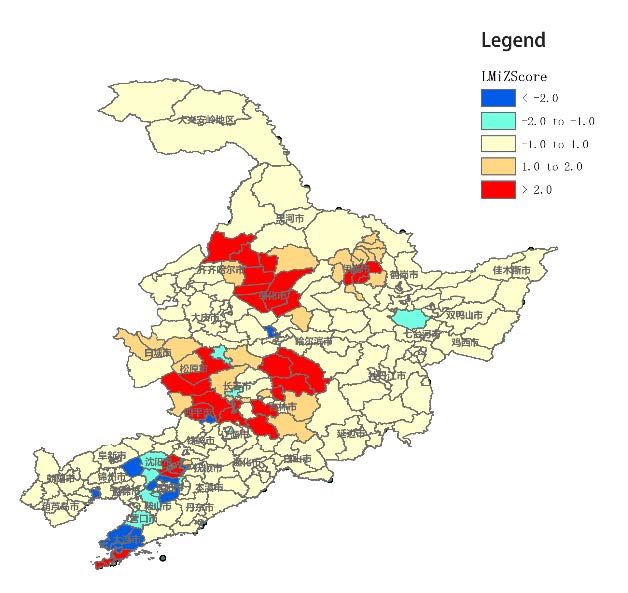 Legend
LMiZScore
< -2.0
-2.0 to -1.0
-1.0 to 1.0
1.0 to 2.0
> 2.0
大兴安岭地区
黑河市
齐齐哈尔市
伊春市
鹤岗市
佳木斯市
绥化市
大庆市
双鸭山市
七台河市
鸡西市
哈尔滨市
白城市
松原市
牡丹江市
长春市
四平市
吉林市
辽源市
延边市
铁岭市
阜新市
沈阳市
抚顺市
通化市
白山市
朝阳市
锦州市
盘锦市
本溪市
葫芦岛市
鞍山市
丹东市
营口市
大连市